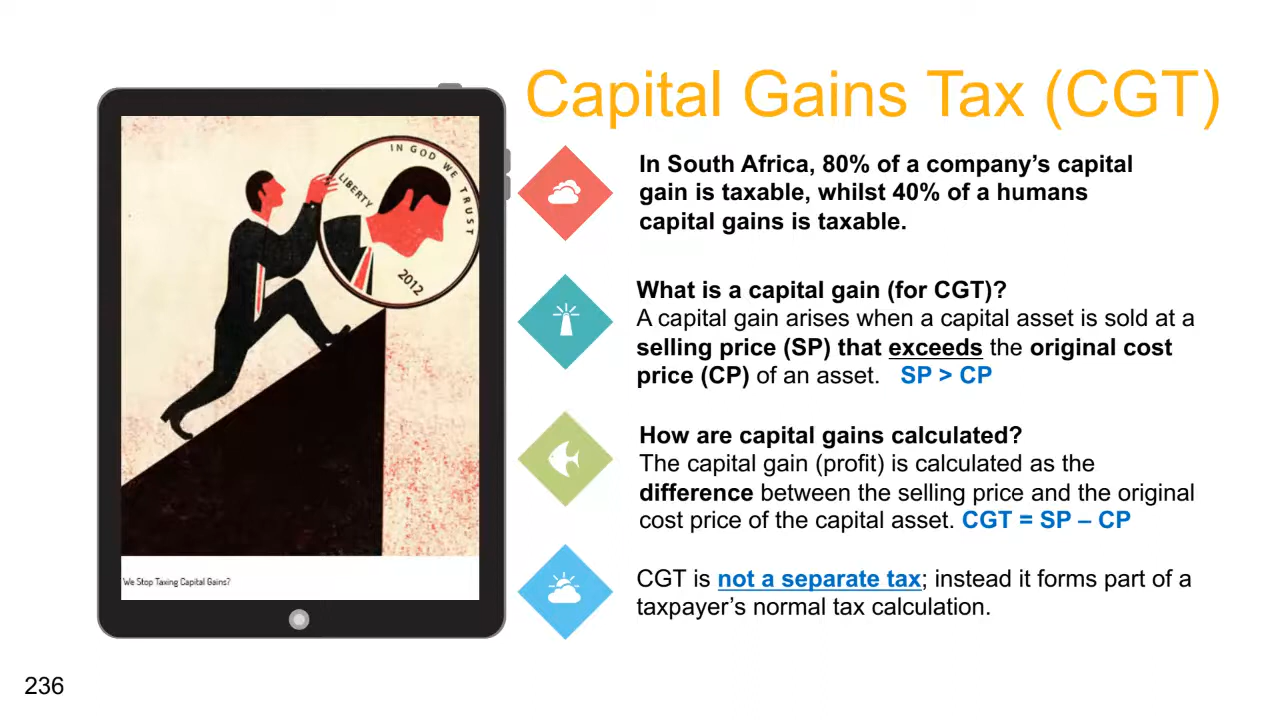 Capital Gains Tax (CGT)
IN GOD WE TRUST
LIBERTY
2012
We Stop Taxing Capital Gains?
In South Africa, 80% of a company’s capital
gain is taxable, whilst 40% of a humans
capital gains is taxable.
What is a capital gain (for CGT)?
A capital gain arises when a capital asset is sold at a
selling price (SP) that exceeds the original cost
price (CP) of an asset. SP > CP
How are capital gains calculated?
The capital gain (profit) is calculated as the
difference between the selling price and the original
cost price of the capital asset. CGT = SP – CP
CGT is not a separate tax; instead it forms part of a
taxpayer’s normal tax calculation.
236